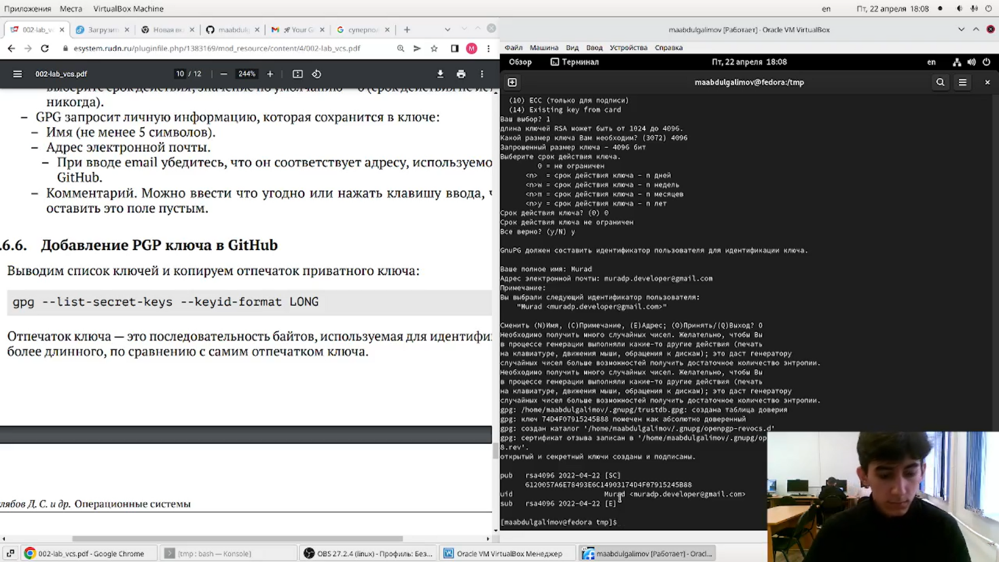 Приложения Места VirtualBox Machine
en Пт, 22 апреля 18:08
002-lab_v
Загрузит
Новая вк
maabdulg
Your G
суперпо
esystem.rudn.ru/pluginfile.php/1383169/mod_resource/content/4/002-lab_vcs.pdf
M
002-lab_vcs.pdf
10 / 12
244%
никогда).
– GPG запросит личную информацию, которая сохранится в ключе:
– Имя (не менее 5 символов).
– Адрес электронной почты.
– При вводе email убедитесь, что он соответствует адресу, используемо
GitHub.
– Комментарий. Можно ввести что угодно или нажать клавишу ввода, ч
оставить это поле пустым.
.6.6. Добавление PGP ключа в GitHub
Выводим список ключей и копируем отпечаток приватного ключа:
gpg --list-secret-keys --keyid-format LONG
Отпечаток ключа — это последовательность байтов, используемая для идентифи
более длинного, по сравнению с самим отпечатком ключа.
улябов Д. С. и др. Операционные системы
maabdulgalimov [Работает] - Oracle VM VirtualBox
Файл Машина Вид Ввод Устройства Справка
Обзор Терминал Пт, 22 апреля 18:08 en
maabdulgalimov@fedora:/tmp
(10) ECC (только для подписи)
(14) Existing key from card
Ваш выбор? 1
длина ключей RSA может быть от 1024 до 4096.
Какой размер ключа Вам необходим? (3072) 4096
Запрошенный размер ключа - 4096 бит
Выберите срок действия ключа.
0 = не ограничен
<n> = срок действия ключа - n дней
<n>w = срок действия ключа - n недель
<n>m = срок действия ключа - n месяцев
<n>y = срок действия ключа - n лет
Срок действия ключа? (0) 0
Срок действия ключа не ограничен
Все верно? (y/N) y
GnuPG должен составить идентификатор пользователя для идентификации ключа.
Ваше полное имя: Murad
Адрес электронной почты: muradp.developer@gmail.com
Примечание:
Вы выбрали следующий идентификатор пользователя:
"Murad <muradp.developer@gmail.com>"
Сменить (N)Имя, (C)Примечание, (E)Адрес; (O)Принять/(Q)Выход? O
Необходимо получить много случайных чисел. Желательно, чтобы Вы
в процессе генерации выполняли какие-то другие действия (печать
на клавиатуре, движения мыши, обращения к дискам); это даст генератору
случайных чисел больше возможностей получить достаточное количество энтропии.
Необходимо получить много случайных чисел. Желательно, чтобы Вы
в процессе генерации выполняли какие-то другие действия (печать
на клавиатуре, движения мыши, обращения к дискам); это даст генератору
случайных чисел больше возможностей получить достаточное количество энтропии.
gpg: /home/maabdulgalimov/.gnupg/trustdb.gpg: создана таблица доверия
gpg: ключ 74D4F07915245B88 помечен как абсолютно доверенный
gpg: создан каталог '/home/maabdulgalimov/.gnupg/openpgp-revocs.d'
gpg: сертификат отзыва записан в '/home/maabdulgalimov/.gnupg/op
8.rev'.
открытый и секретный ключи созданы и подписаны.
pub rsa4096 2022-04-22 [SC]
6120057A6E78493E6C14903174D4F07915245B88
uid Murad <muradp.developer@gmail.com>
sub rsa4096 2022-04-22 [E]
[maabdulgalimov@fedora tmp]$
002-lab_vcs.pdf - Google Chrome
[tmp : bash — Konsole]
OBS 27.2.4 (linux) - Профиль: Без...
Oracle VM VirtualBox Менеджер
maabdulgalimov [Работает] - Orac...